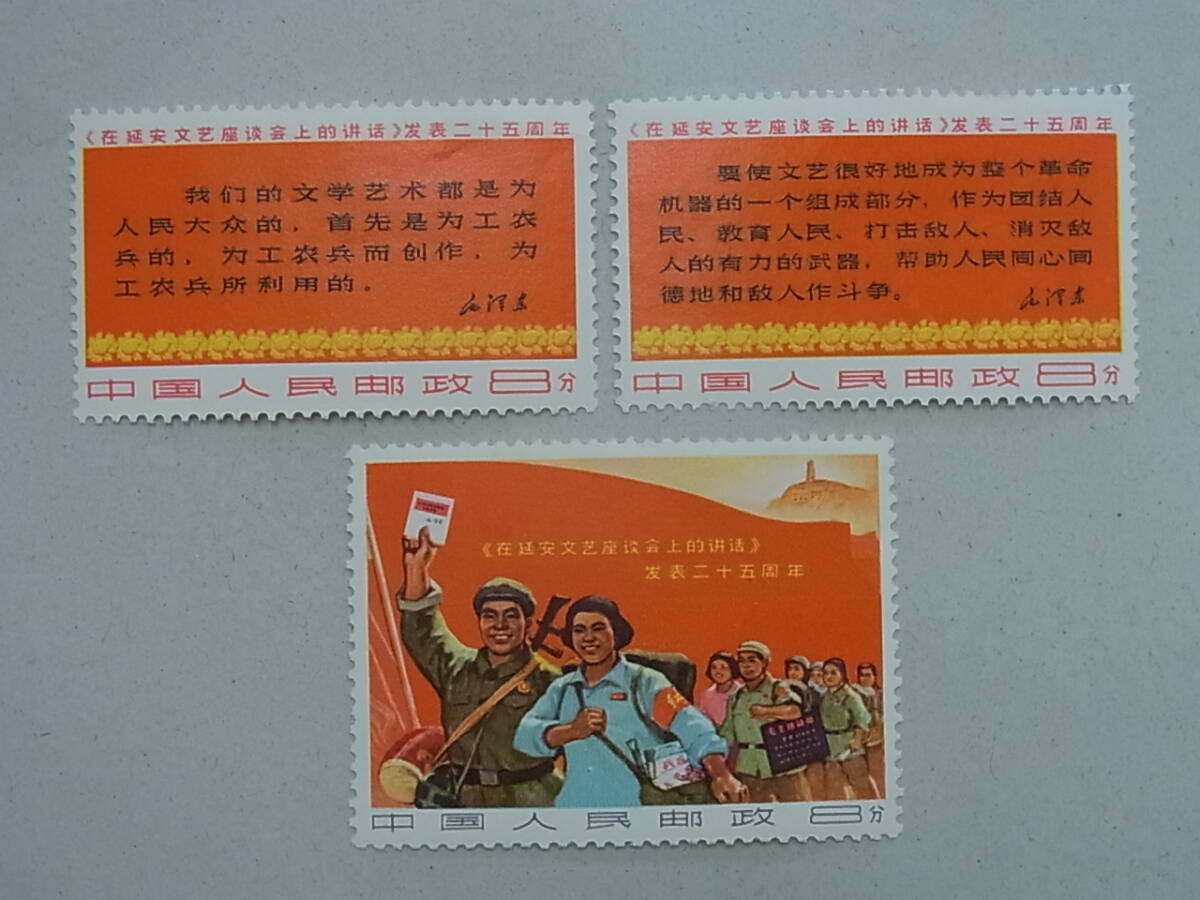 《在延安文艺座谈会上的讲话》发表二十五周年
我们的文学艺术都是为
人民大众的，首先是为工农
兵的，为工农兵而创作，为
工农兵所利用的。
毛泽东
中国人民邮政8分
《在延安文艺座谈会上的讲话》发表二十五周年
要使文艺很好地成为整个革命
机器的一个组成部分，作为团结人
民、教育人民、打击敌人、消灭敌
人的有力的武器，帮助人民同心同
德地和敌人作斗争。
毛泽东
中国人民邮政8分
《在延安文艺座谈会上的讲话》
发表二十五周年
中国人民邮政8分